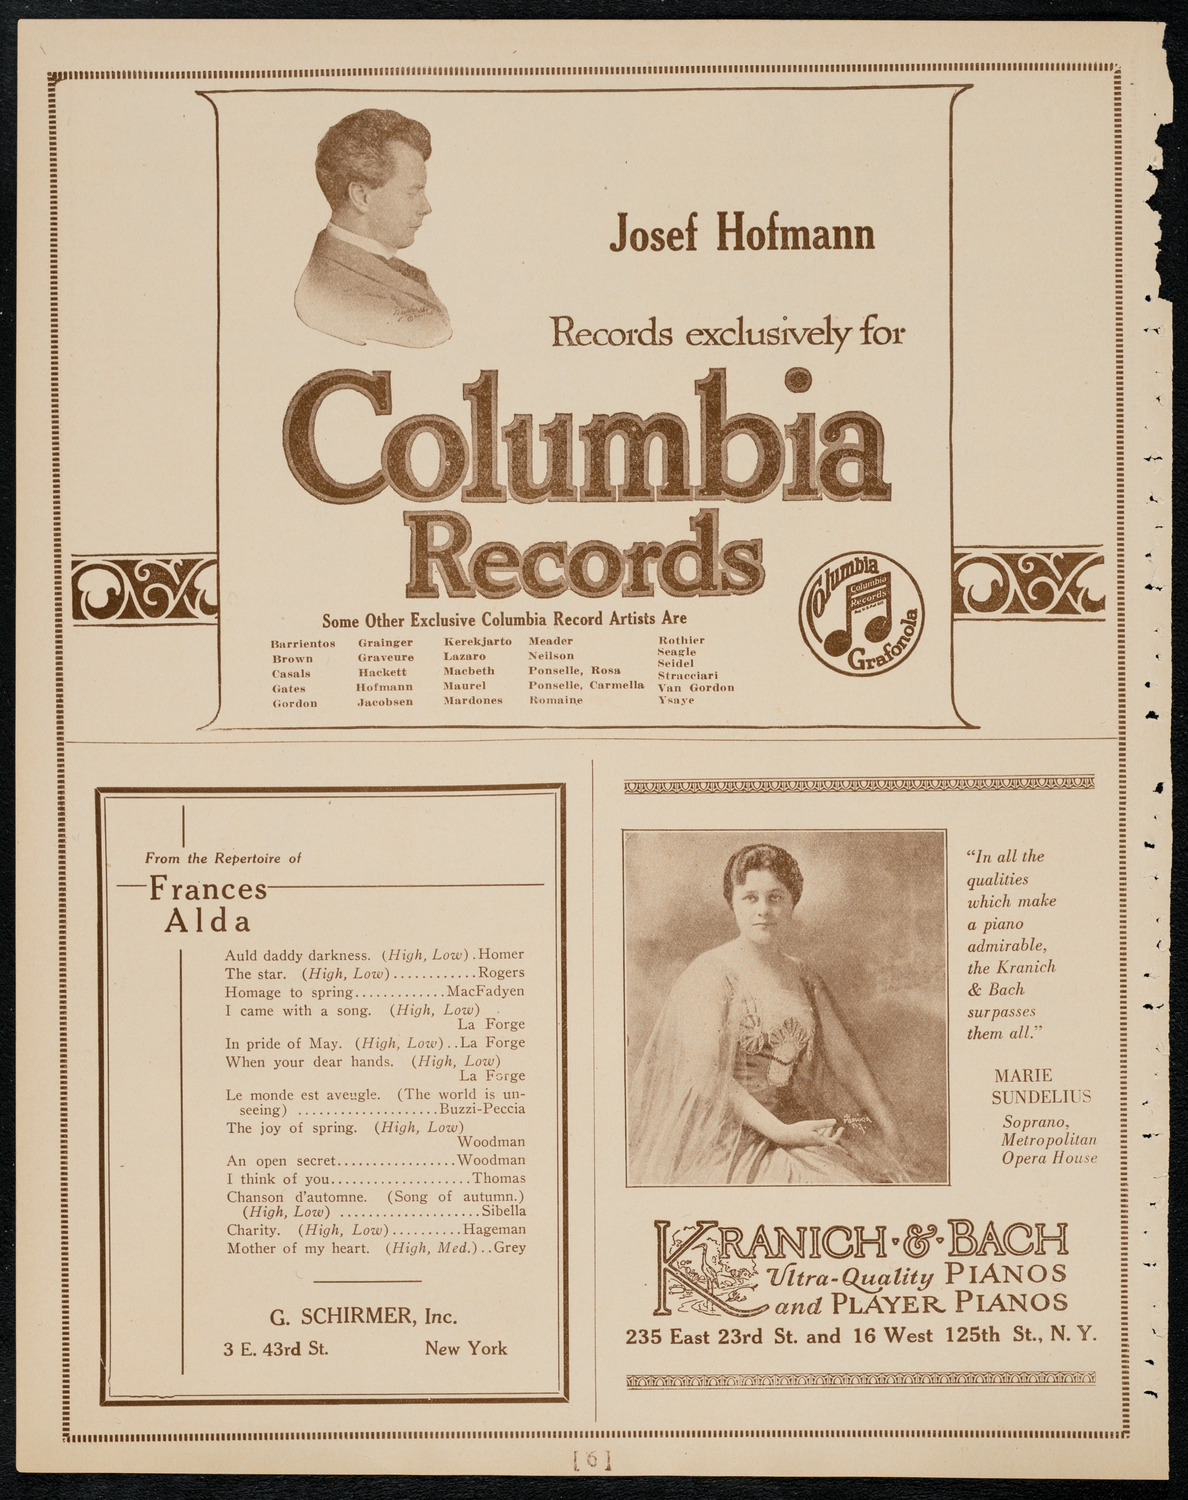 Josef Hofmann
Records exclusively for
Columbia
Records
Some Other Exclusive Columbia Record Artists Are
Barrientos
Brown
Casals
Gates
Gordon
Grainger
Graveure
Hackett
Hofmann
Jacobsen
Kerekjarto
Lazaro
Macbeth
Maurel
Mardones
Meader
Neilson
Ponselle, Rosa
Ponselle, Carmella
Romaine
Rothier
Seagle
Seidel
Stracciari
Van Gordon
Ysaye
Columbia
Columbia
Records
Grafonola
From the Repertoire of
Frances
Alda
Auld daddy darkness. (High, Low) .Homer
The star. (High, Low)............Rogers
Homage to spring.............MacFadyen
I came with a song. (High, Low)
La Forge
In pride of May. (High, Low)..La Forge
When your dear hands. (High, Low)
La Forge
Le monde est aveugle. (The world is un-
seeing) ....................Buzzi-Peccia
The joy of spring. (High, Low)
Woodman
An open secret.................Woodman
I think of you....................Thomas
Chanson d'automne. (Song of autumn.)
(High, Low) ....................Sibella
Charity. (High, Low)..........Hageman
Mother of my heart. (High, Med.)..Grey
G. SCHIRMER, Inc.
3 E. 43rd St. New York
"In all the
qualities
which make
a piano
admirable,
the Kranich
& Bach
surpasses
them all."
MARIE
SUNDELIUS
Soprano,
Metropolitan
Opera House
KRANICH·&·BACH
Ultra-Quality PIANOS
and PLAYER PIANOS
235 East 23rd St. and 16 West 125th St., N. Y.
[6]